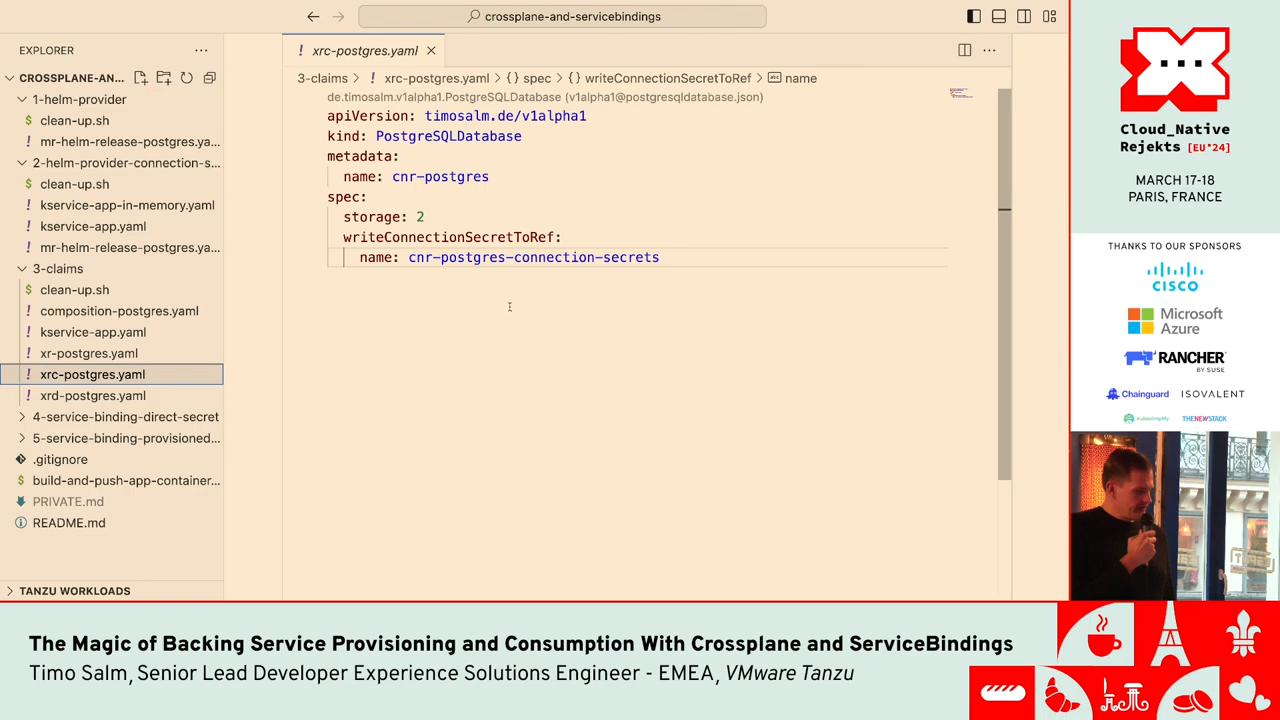 crossplane-and-servicebindings
EXPLORER
CROSSPLANE-AN...
1-helm-provider
$ clean-up.sh
! mr-helm-release-postgres.ya...
2-helm-provider-connection-s...
$ clean-up.sh
! kservice-app-in-memory.yaml
! kservice-app.yaml
! mr-helm-release-postgres.ya...
3-claims
$ clean-up.sh
! composition-postgres.yaml
! kservice-app.yaml
! xr-postgres.yaml
! xrc-postgres.yaml
! xrd-postgres.yaml
4-service-binding-direct-secret
5-service-binding-provisioned...
.gitignore
$ build-and-push-app-container...
PRIVATE.md
README.md
TANZU WORKLOADS
! xrc-postgres.yaml
3-claims > ! xrc-postgres.yaml > {} spec > {} writeConnectionSecretToRef > abc name
de.timosalm.v1alpha1.PostgreSQLDatabase (v1alpha1@postgresqldatabase.json)
apiVersion: timosalm.de/v1alpha1
kind: PostgreSQLDatabase
metadata:
name: cnr-postgres
spec:
storage: 2
writeConnectionSecretToRef:
name: cnr-postgres-connection-secrets
Cloud_Native
Rejekts [EU*24]
MARCH 17-18
PARIS, FRANCE
THANKS TO OUR SPONSORS
CISCO
Microsoft
Azure
RANCHER
BY SUSE
Chainguard
ISOVALENT
kubesimplify
THENEWSTACK
The Magic of Backing Service Provisioning and Consumption With Crossplane and ServiceBindings
Timo Salm, Senior Lead Developer Experience Solutions Engineer - EMEA, VMware Tanzu